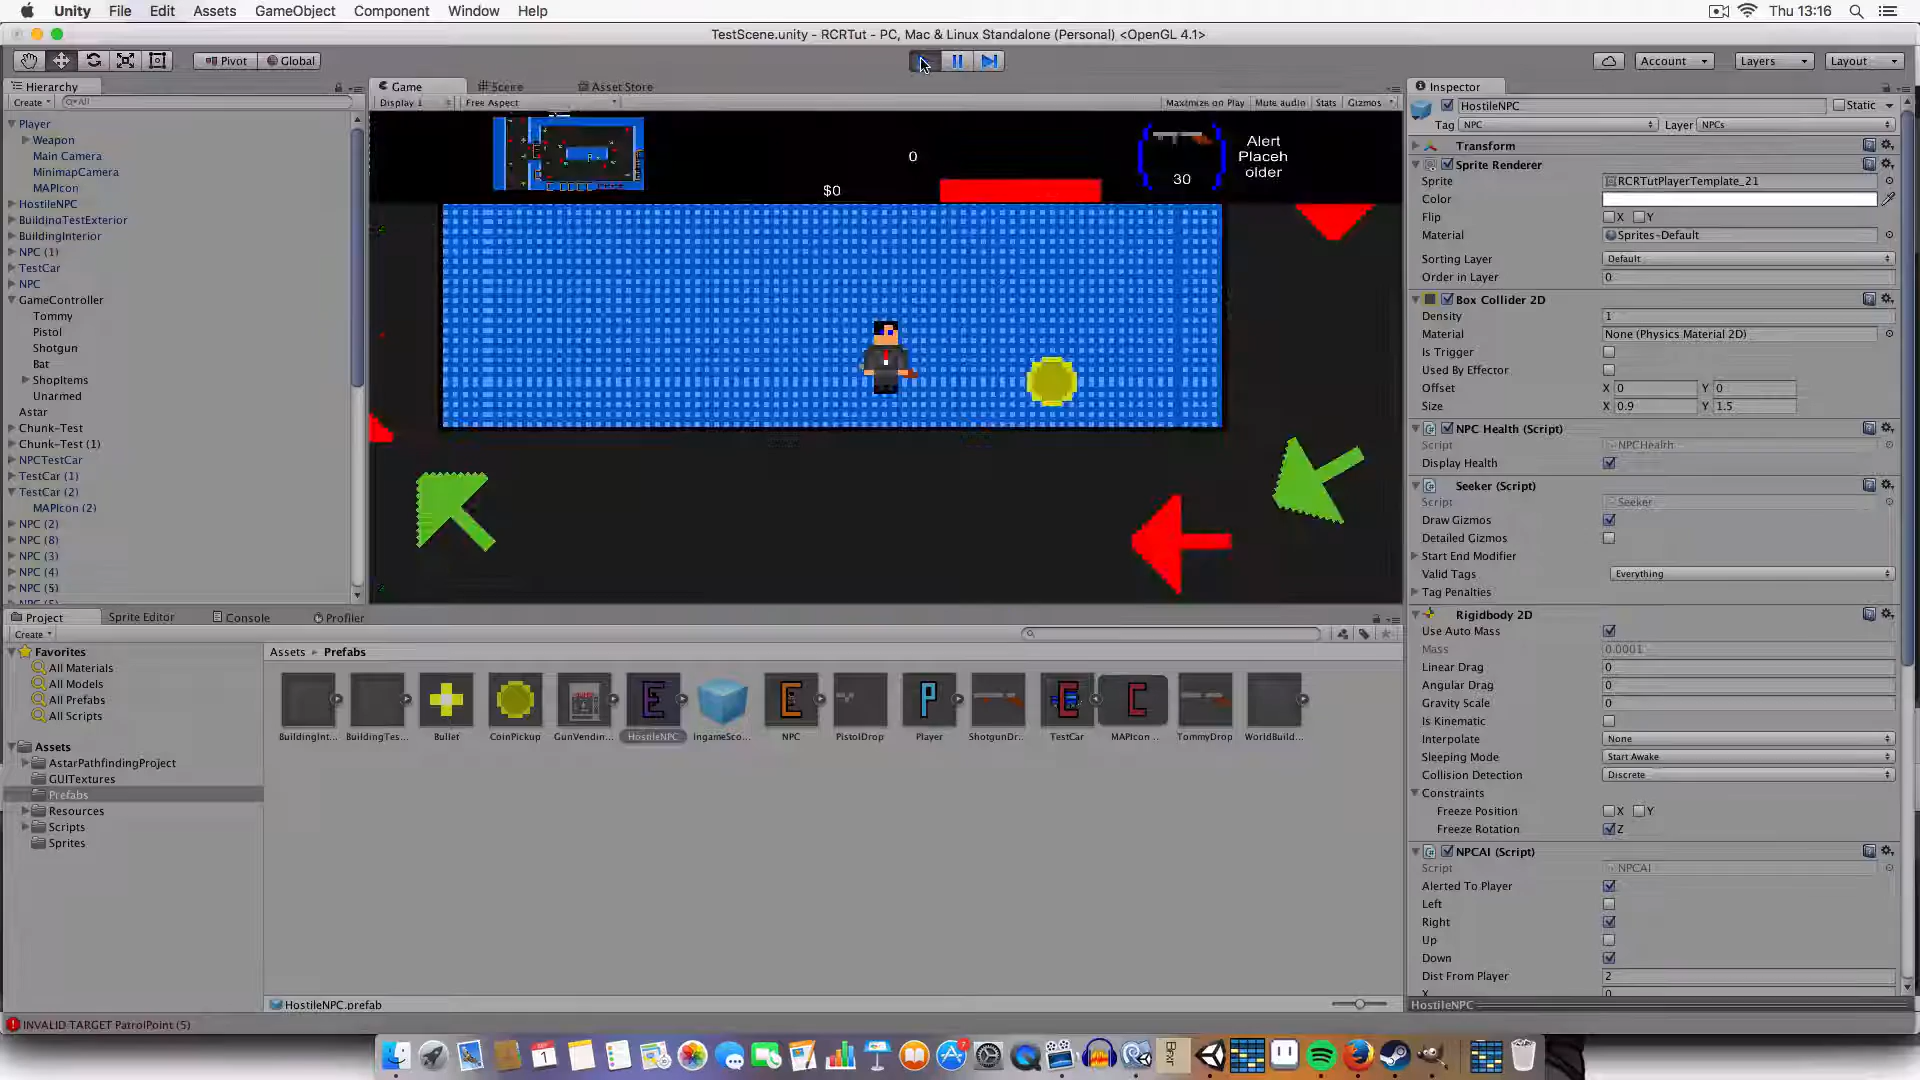 Unity File Edit Assets GameObject Component Window Help Thu 13:16
TestScene.unity - RCRTut - PC, Mac & Linux Standalone (Personal) <OpenGL 4.1>
Pivot Global Account Layers Layout
Hierarchy
Create All
Player
Weapon
Main Camera
MinimapCamera
MAPIcon
HostileNPC
BuildingTestExterior
BuildingInterior
NPC (1)
TestCar
NPC
GameController
Tommy
Pistol
Shotgun
Bat
ShopItems
Unarmed
Astar
Chunk-Test
Chunk-Test (1)
NPCTestCar
TestCar (1)
TestCar (2)
MAPIcon (2)
NPC (2)
NPC (8)
NPC (3)
NPC (4)
NPC (5)
Game Scene Asset Store
Display 1 Free Aspect Maximize on Play Mute audio Stats Gizmos
0
$0
30
Alert
Placeh
older
Inspector
HostileNPC Static
Tag NPC Layer NPCs
Transform
Sprite Renderer
Sprite RCRTutPlayerTemplate_21
Color
Flip X Y
Material Sprites-Default
Sorting Layer Default
Order in Layer 0
Box Collider 2D
Density 1
Material None (Physics Material 2D)
Is Trigger
Used By Effector
Offset X 0 Y 0
Size X 0.9 Y 1.5
NPC Health (Script)
Script NPCHealth
Display Health
Seeker (Script)
Script Seeker
Draw Gizmos
Detailed Gizmos
Start End Modifier
Valid Tags Everything
Tag Penalties
Rigidbody 2D
Use Auto Mass
Mass 0.0001
Linear Drag 0
Angular Drag 0
Gravity Scale 0
Is Kinematic
Interpolate None
Sleeping Mode Start Awake
Collision Detection Discrete
Constraints
Freeze Position X Y
Freeze Rotation Z
NPCAI (Script)
Script NPCAI
Alerted To Player
Left
Right
Up
Down
Dist From Player 2
X 0
HostileNPC
Project Sprite Editor Console Profiler
Create
Favorites
All Materials
All Models
All Prefabs
All Scripts
Assets
AstarPathfindingProject
GUITextures
Prefabs
Resources
Scripts
Sprites
Assets Prefabs
BuildingInt... BuildingTes... Bullet CoinPickup GunVendin... HostileNPC IngameSco... NPC PistolDrop Player ShotgunDr... TestCar MAPIcon ... TommyDrop WorldBuild...
HostileNPC.prefab
INVALID TARGET PatrolPoint (5)